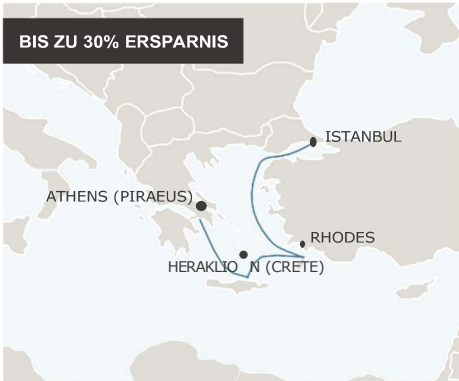 BIS ZU 30% ERSPARNIS
ISTANBUL
ATHENS (PIRAEUS)
RHODES
HERAKLIO N (CRETE)